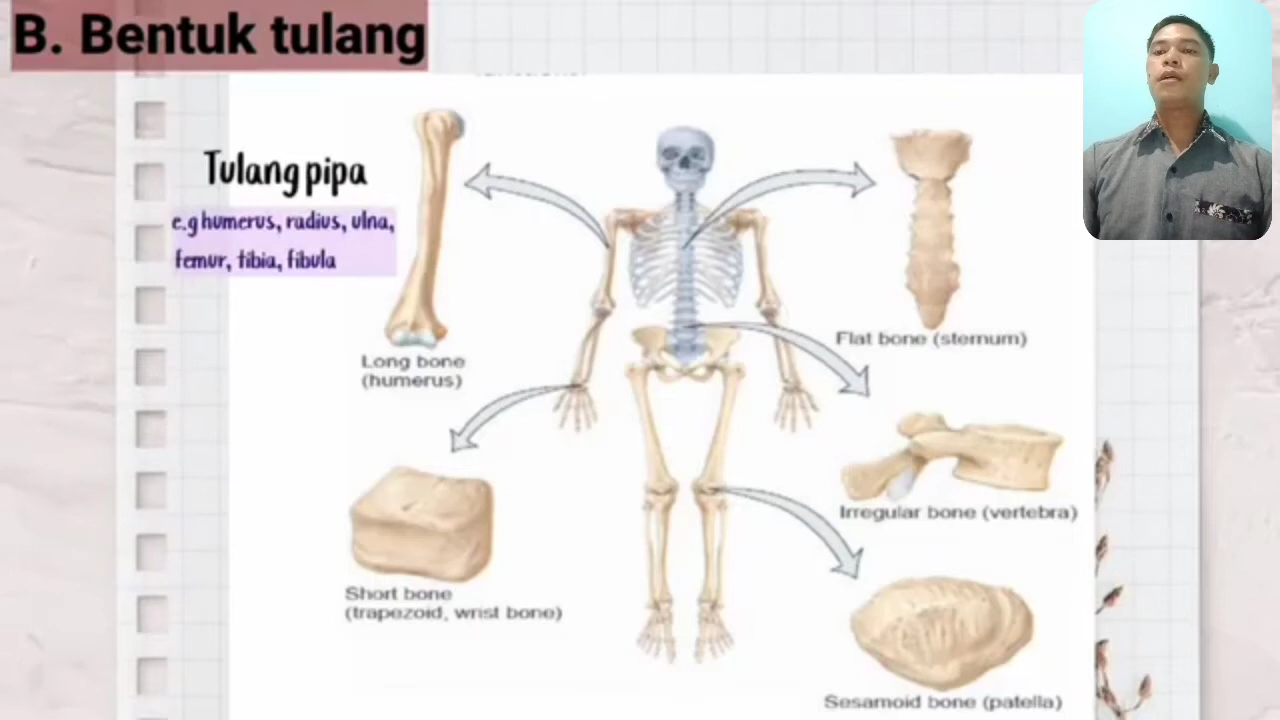 B. Bentuk tulang
Tulang pipa
e.g humerus, radius, ulna,
femur, tibia, fibula
Long bone
(humerus)
Flat bone (sternum)
Irregular bone (vertebra)
Short bone
(trapezoid, wrist bone)
Sesamoid bone (patella)